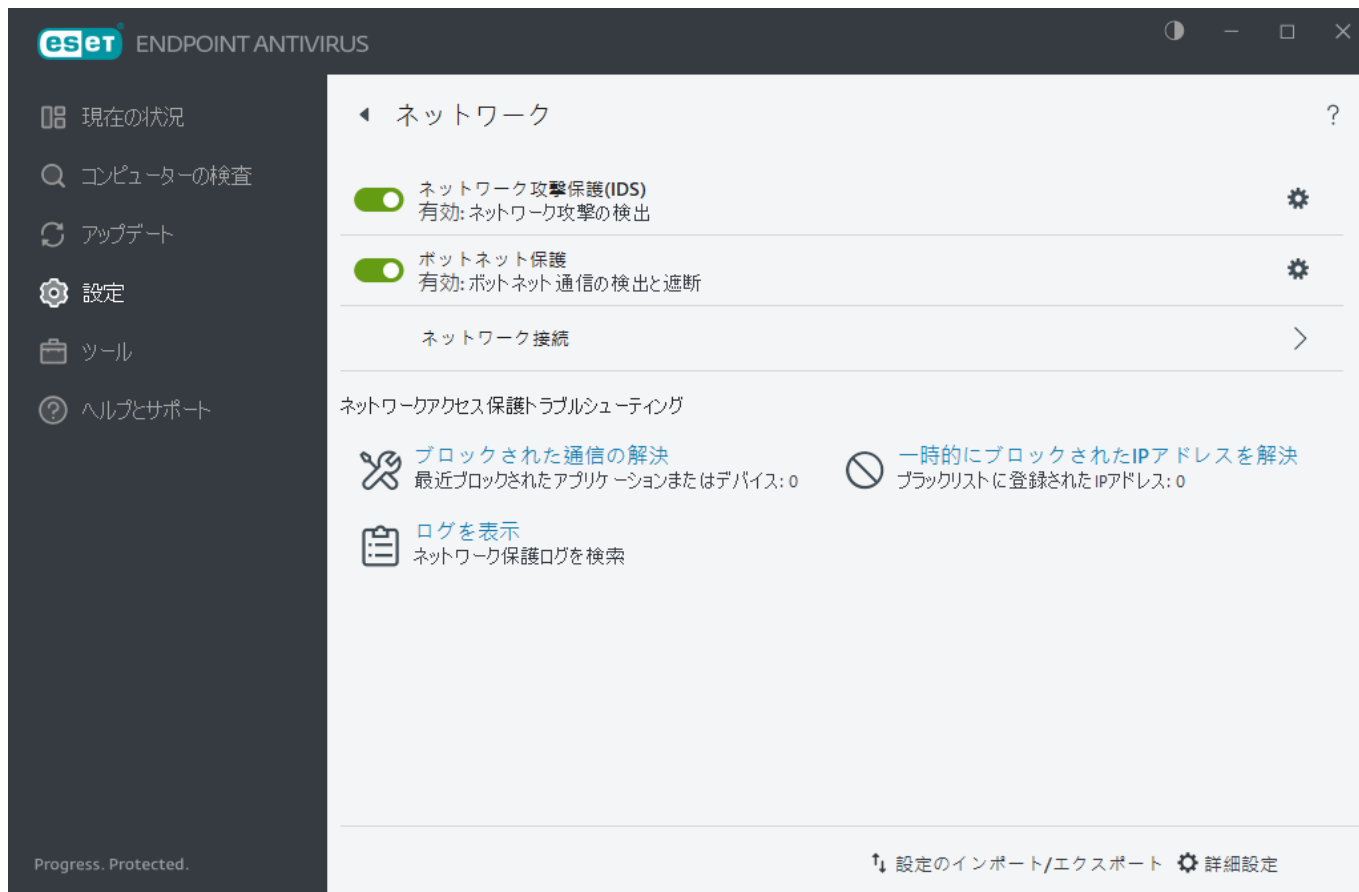 eset ENDPOINT ANTIVIRUS
現在の状況
コンピューターの検査
アップデート
設定
ツール
ヘルプとサポート
Progress. Protected.
ネットワーク
?
ネットワーク攻撃保護(IDS)
有効: ネットワーク攻撃の検出
ボットネット保護
有効: ボットネット通信の検出と遮断
ネットワーク接続
ネットワークアクセス保護トラブルシューティング
ブロックされた通信の解決
最近ブロックされたアプリケーションまたはデバイス: 0
一時的にブロックされたIPアドレスを解決
ブラックリストに登録されたIPアドレス: 0
ログを表示
ネットワーク保護ログを検索
設定のインポート/エクスポート
詳細設定